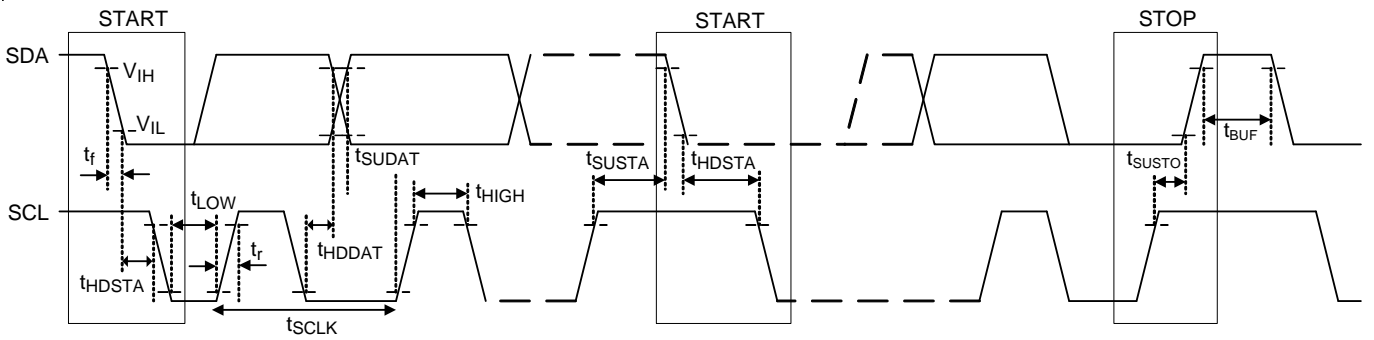 START START STOP
SDA
VIH
VIL
tf
tSUDAT
tSUSTA
tHDSTA
tSUSTO
tBUF
tLOW
tHIGH
SCL
tr
tHDDAT
tHDSTA
tSCLK